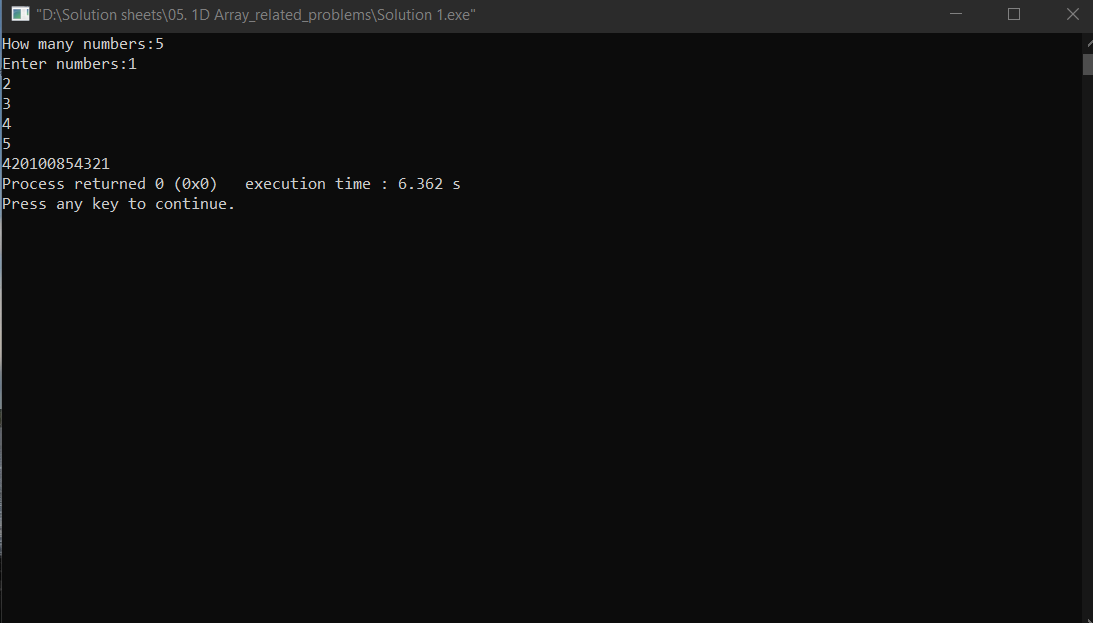 "D:\Solution sheets\05. 1D Array_related_problems\Solution 1.exe"
How many numbers:5
Enter numbers:1
2
3
4
5
420100854321
Process returned 0 (0x0)   execution time : 6.362 s
Press any key to continue.